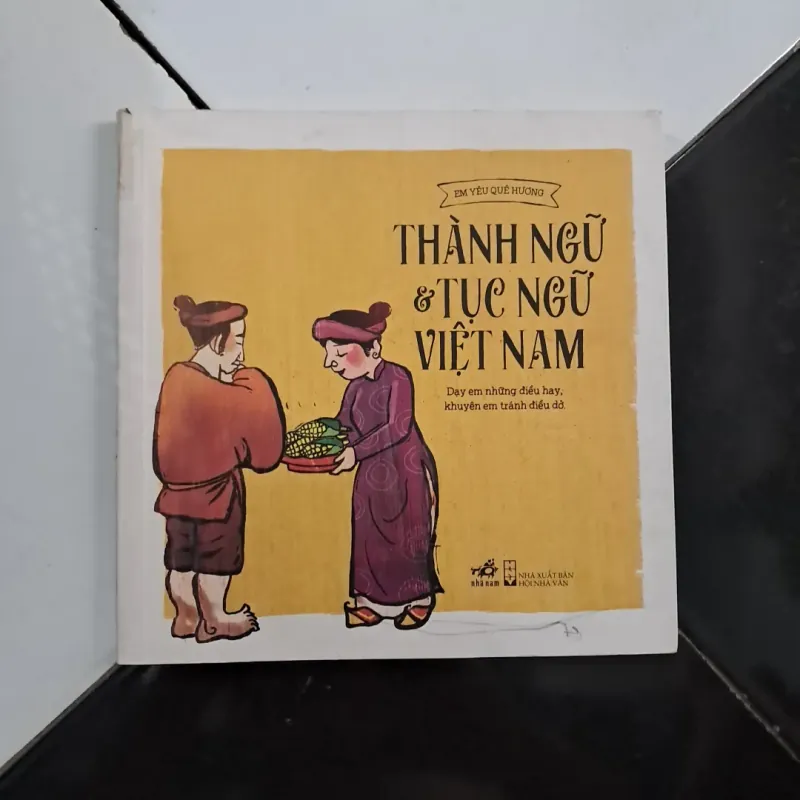 EM YÊU QUÊ HƯƠNG
THÀNH NGỮ
& TỤC NGỮ
VIỆT NAM
Dạy em những điều hay,
khuyên em tránh điều dở.
nhã nam
NHÀ XUẤT BẢN
HỘI NHÀ VĂN